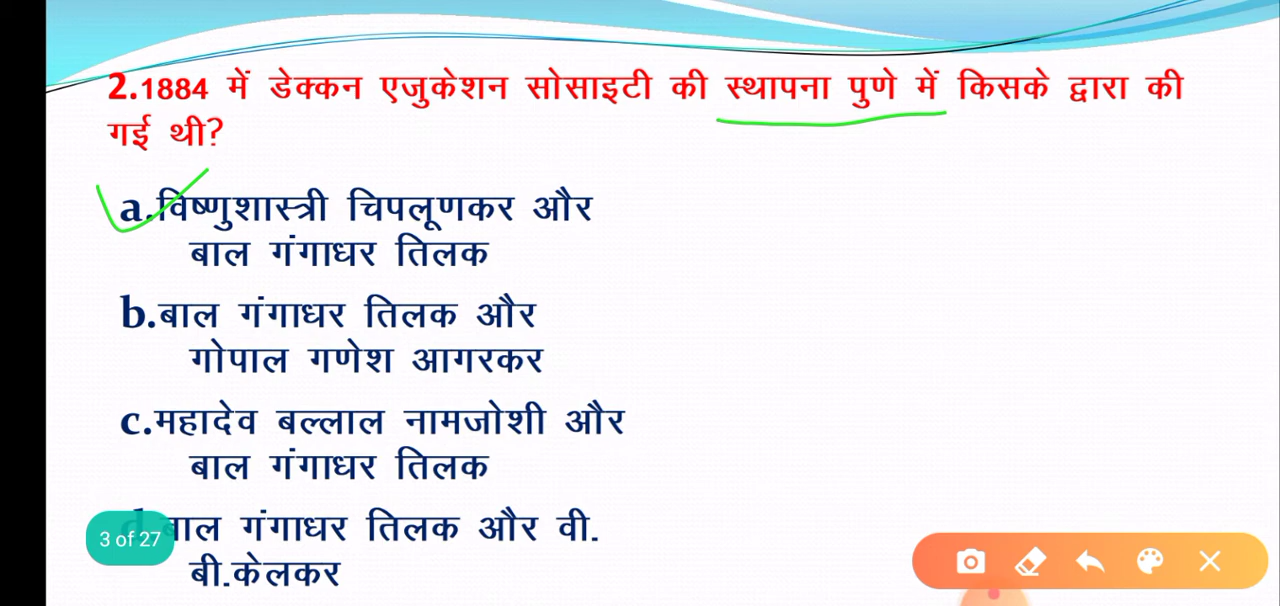 2.1884 में डेक्कन एजुकेशन सोसाइटी की स्थापना पुणे में किसके द्वारा की
गई थी?
a.विष्णुशास्त्री चिपलूणकर और
बाल गंगाधर तिलक
b.बाल गंगाधर तिलक और
गोपाल गणेश आगरकर
c.महादेव बल्लाल नामजोशी और
बाल गंगाधर तिलक
d.बाल गंगाधर तिलक और वी.
3 of 27
बी.केलकर